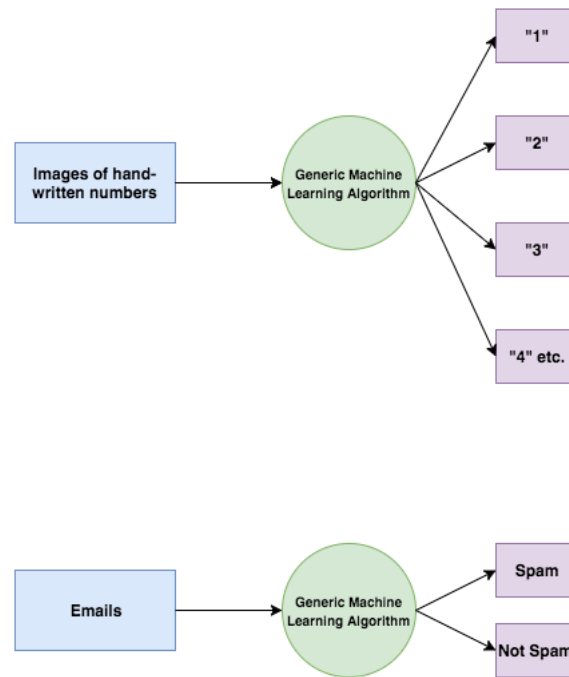 "1"
"2"
Images of hand-
written numbers
Generic Machine
Learning Algorithm
"3"
"4" etc.
Emails
Generic Machine
Learning Algorithm
Spam
Not Spam